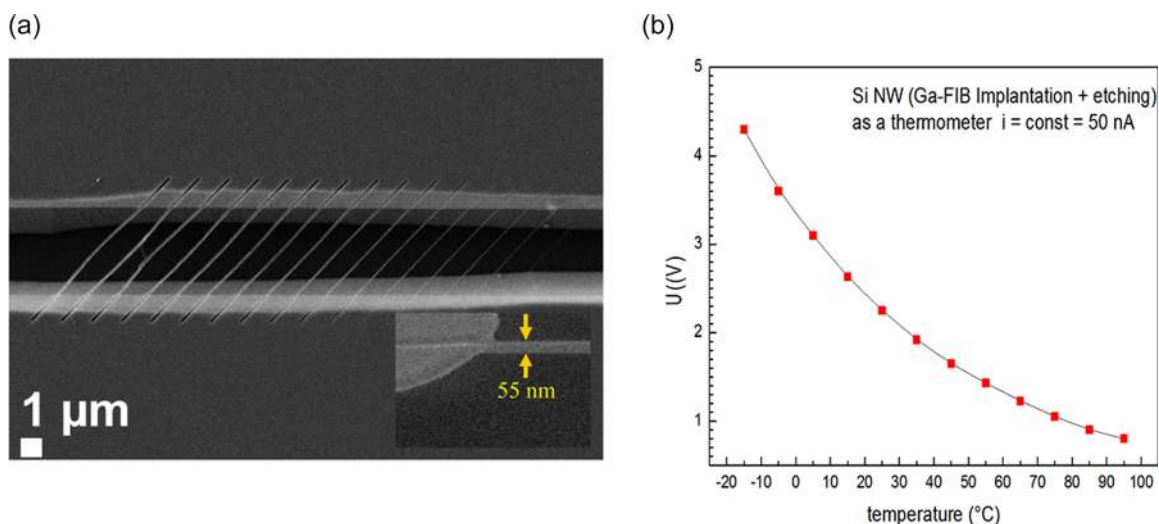 (a)
(b)
1 μm
55 nm
Si NW (Ga-FIB Implantation + etching)
as a thermometer i = const = 50 nA
U((V)
5
4
3
2
1
-20 -10 0 10 20 30 40 50 60 70 80 90 100
temperature (°C)